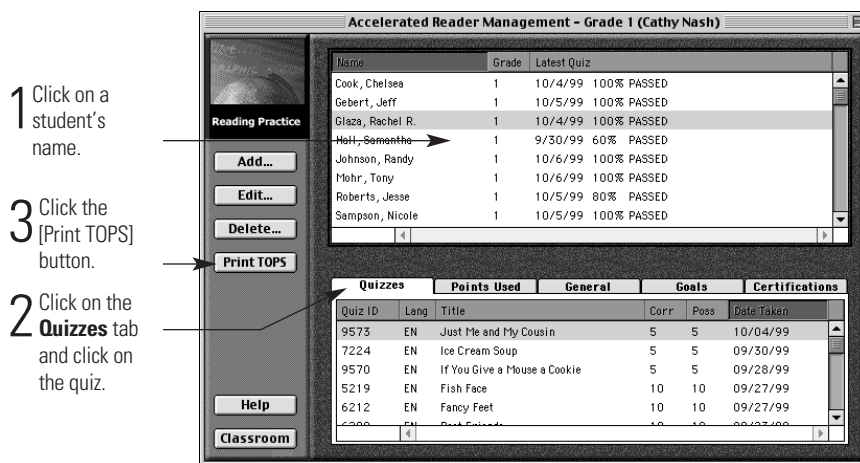 Accelerated Reader Management - Grade 1 (Cathy Nash)
1 Click on a
student's
name.
3 Click the
[Print TOPS]
button.
2 Click on the
Quizzes tab
and click on
the quiz.
Reading Practice
Add...
Edit...
Delete...
Print TOPS
Help
Classroom
Name Grade Latest Quiz
Cook, Chelsea 1 10/4/99 100% PASSED
Gebert, Jeff 1 10/5/99 100% PASSED
Glaza, Rachel R. 1 10/4/99 100% PASSED
Hall, Samantha 1 9/30/99 60% PASSED
Johnson, Randy 1 10/6/99 100% PASSED
Mohr, Tony 1 10/6/99 100% PASSED
Roberts, Jesse 1 10/5/99 80% PASSED
Sampson, Nicole 1 10/5/99 100% PASSED
Quizzes Points Used General Goals Certifications
Quiz ID Lang Title Corr Poss Date Taken
9573 EN Just Me and My Cousin 5 5 10/04/99
7224 EN Ice Cream Soup 5 5 09/30/99
9570 EN If You Give a Mouse a Cookie 5 5 09/28/99
5219 EN Fish Face 10 10 09/27/99
6212 EN Fancy Feet 10 10 09/27/99
EN Best Friends 10 10